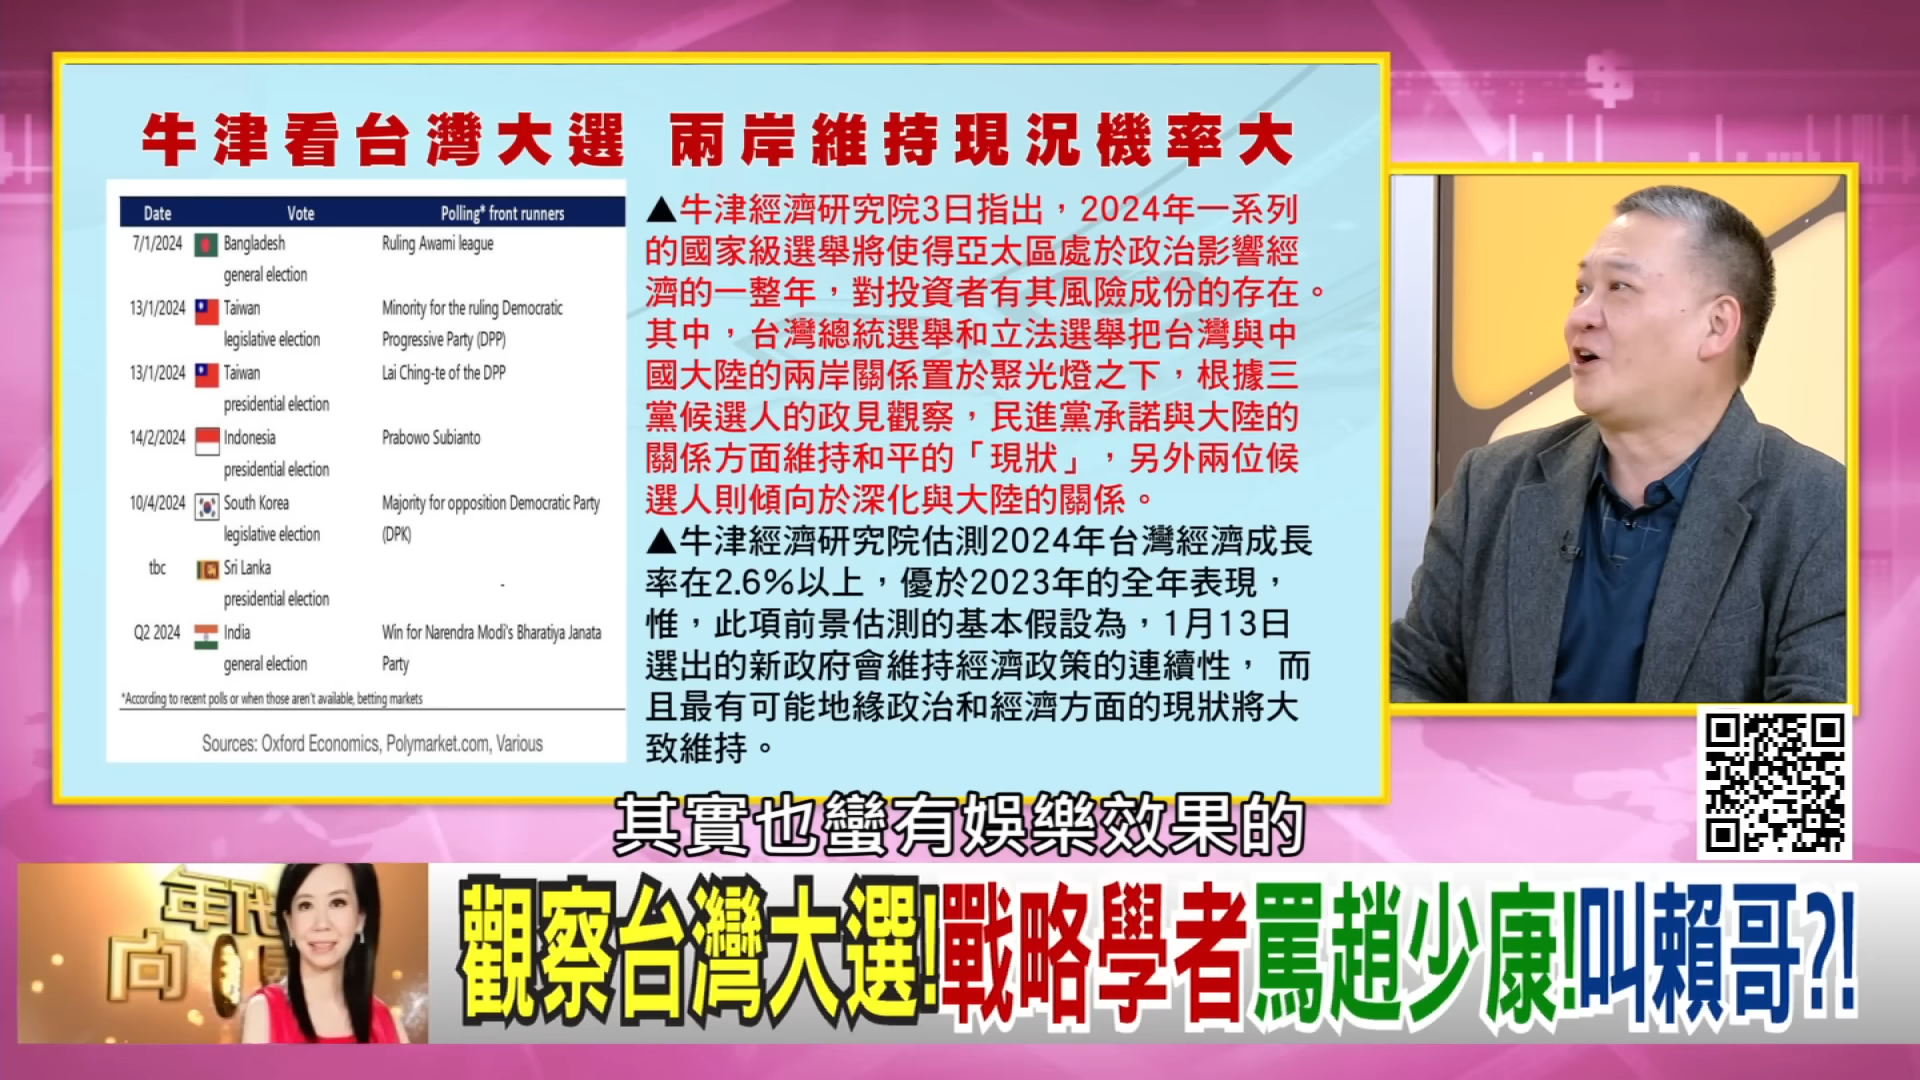 牛津看台灣大選 兩岸維持現況機率大
Date Vote Polling* front runners
7/1/2024 Bangladesh Ruling Awami league
general election
13/1/2024 Taiwan Minority for the ruling Democratic
legislative election Progressive Party (DPP)
13/1/2024 Taiwan Lai Ching-te of the DPP
presidential election
14/2/2024 Indonesia Prabowo Subianto
presidential election
10/4/2024 South Korea Majority for opposition Democratic Party
legislative election (DPK)
tbc Sri Lanka
presidential election -
Q2 2024 India Win for Narendra Modi's Bharatiya Janata
general election Party
*According to recent polls or when those aren't available, betting markets
Sources: Oxford Economics, Polymarket.com, Various
▲牛津經濟研究院3日指出，2024年一系列
的國家級選舉將使得亞太區處於政治影響經
濟的一整年，對投資者有其風險成份的存在。
其中，台灣總統選舉和立法選舉把台灣與中
國大陸的兩岸關係置於聚光燈之下，根據三
黨候選人的政見觀察，民進黨承諾與大陸的
關係方面維持和平的「現狀」，另外兩位候
選人則傾向於深化與大陸的關係。
▲牛津經濟研究院估測2024年台灣經濟成長
率在2.6%以上，優於2023年的全年表現，
惟，此項前景估測的基本假設為，1月13日
選出的新政府會維持經濟政策的連續性， 而
且最有可能地緣政治和經濟方面的現狀將大
致維持。
其實也蠻有娛樂效果的
年代
向
觀察台灣大選!戰略學者罵趙少康!叫賴哥?!